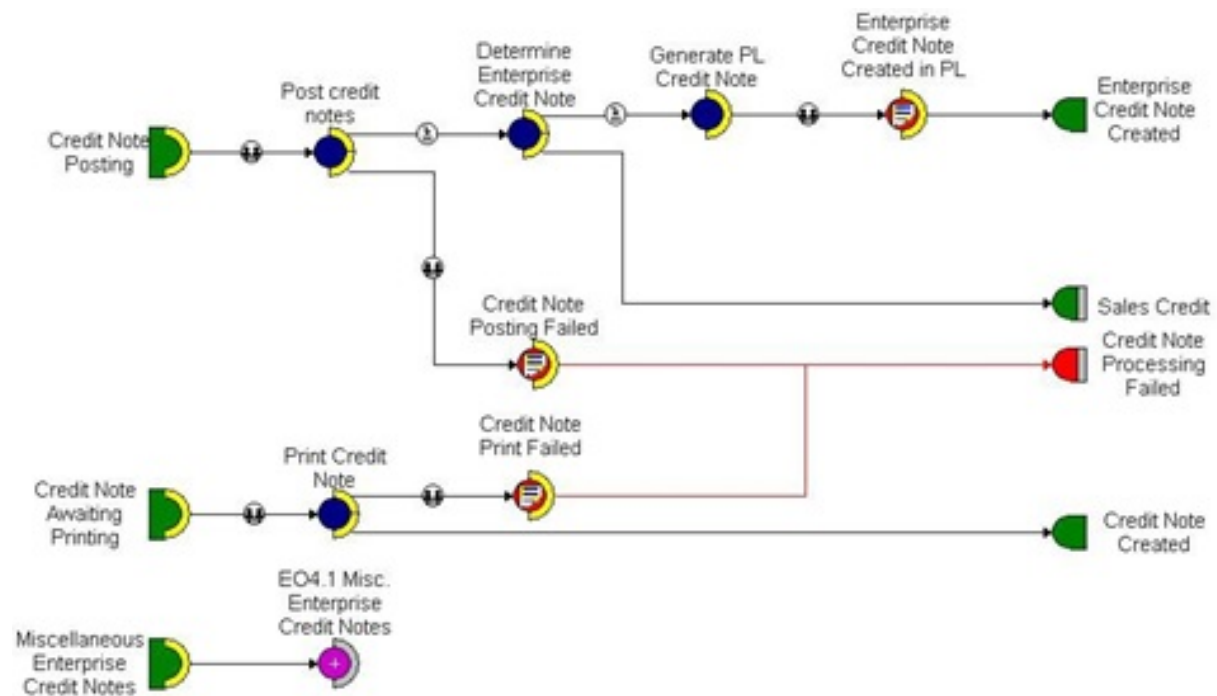 Enterprise
Credit Note
Created in PL
Determine
Enterprise
Credit Note
Generate PL
Credit Note
Post credit
notes
Enterprise
Credit Note
Created
Credit Note
Posting
Credit Note
Posting Failed
Sales Credit
Credit Note
Processing
Failed
Credit Note
Print Failed
Print Credit
Note
Credit Note
Awaiting
Printing
Credit Note
Created
EO4.1 Misc.
Enterprise
Credit Notes
Miscellaneous
Enterprise
Credit Notes